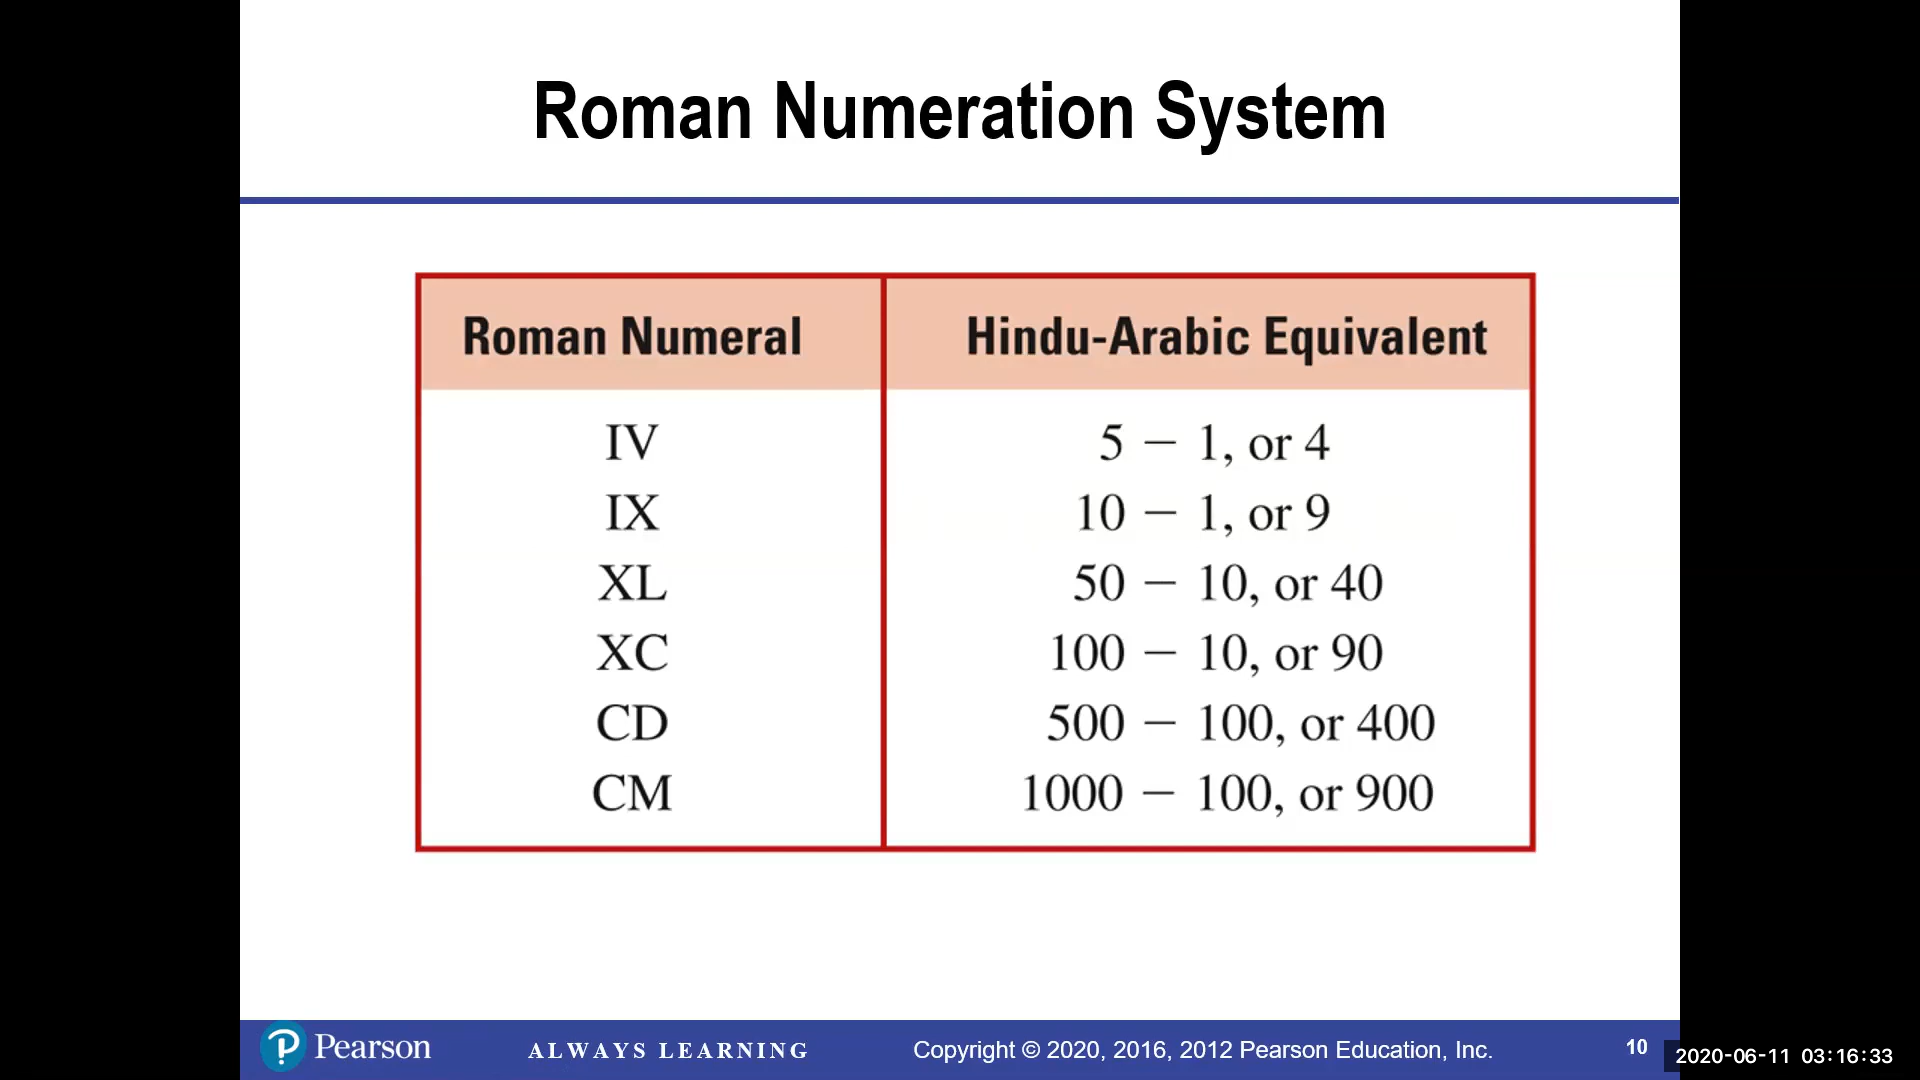 Roman Numeration System
Roman Numeral Hindu-Arabic Equivalent
IV 5 − 1, or 4
IX 10 − 1, or 9
XL 50 − 10, or 40
XC 100 − 10, or 90
CD 500 − 100, or 400
CM 1000 − 100, or 900
P Pearson ALWAYS LEARNING Copyright © 2020, 2016, 2012 Pearson Education, Inc. 10
2020-06-11 03:16:33